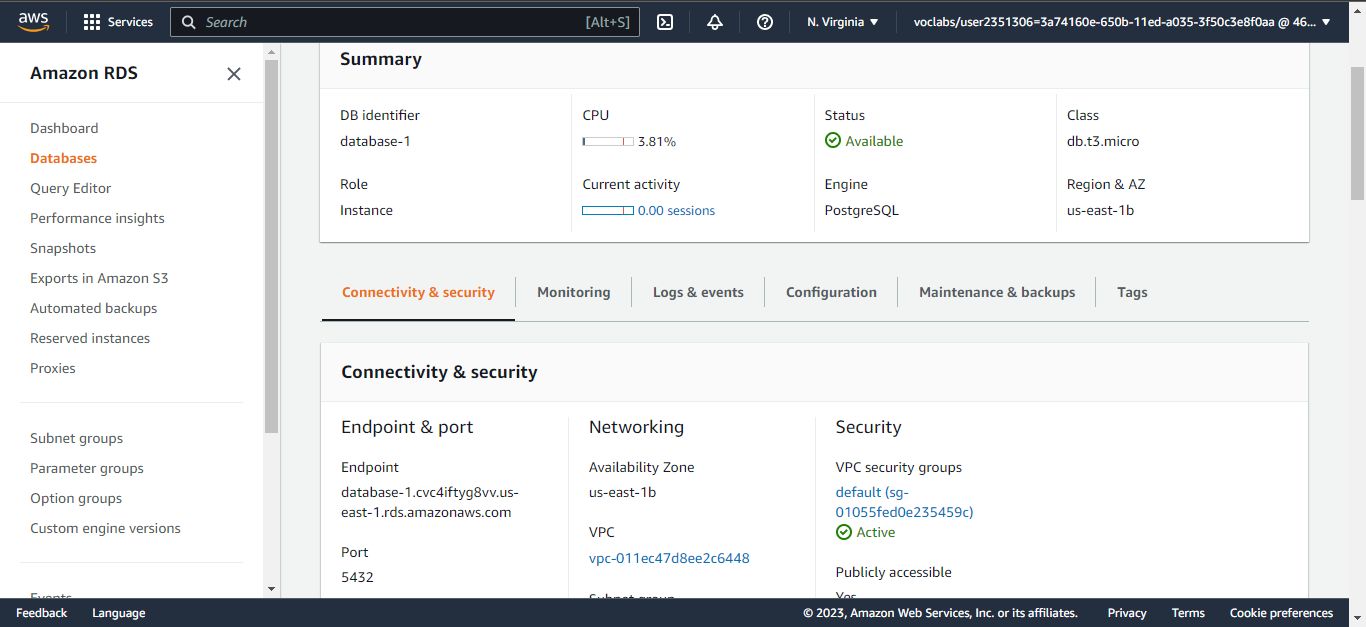 aws
Services
Search [Alt+S]
N. Virginia
voclabs/user2351306=3a74160e-650b-11ed-a035-3f50c3e8f0aa @ 46...
Amazon RDS
Dashboard
Databases
Query Editor
Performance insights
Snapshots
Exports in Amazon S3
Automated backups
Reserved instances
Proxies
Subnet groups
Parameter groups
Option groups
Custom engine versions
Events
Summary
DB identifier
database-1
CPU
3.81%
Status
Available
Class
db.t3.micro
Role
Instance
Current activity
0.00 sessions
Engine
PostgreSQL
Region & AZ
us-east-1b
Connectivity & security
Monitoring
Logs & events
Configuration
Maintenance & backups
Tags
Connectivity & security
Endpoint & port
Endpoint
database-1.cvc4iftyg8vv.us-
east-1.rds.amazonaws.com
Port
5432
Networking
Availability Zone
us-east-1b
VPC
vpc-011ec47d8ee2c6448
Subnet group
Security
VPC security groups
default (sg-
01055fed0e235459c)
Active
Publicly accessible
Yes
Feedback
Language
© 2023, Amazon Web Services, Inc. or its affiliates.
Privacy
Terms
Cookie preferences